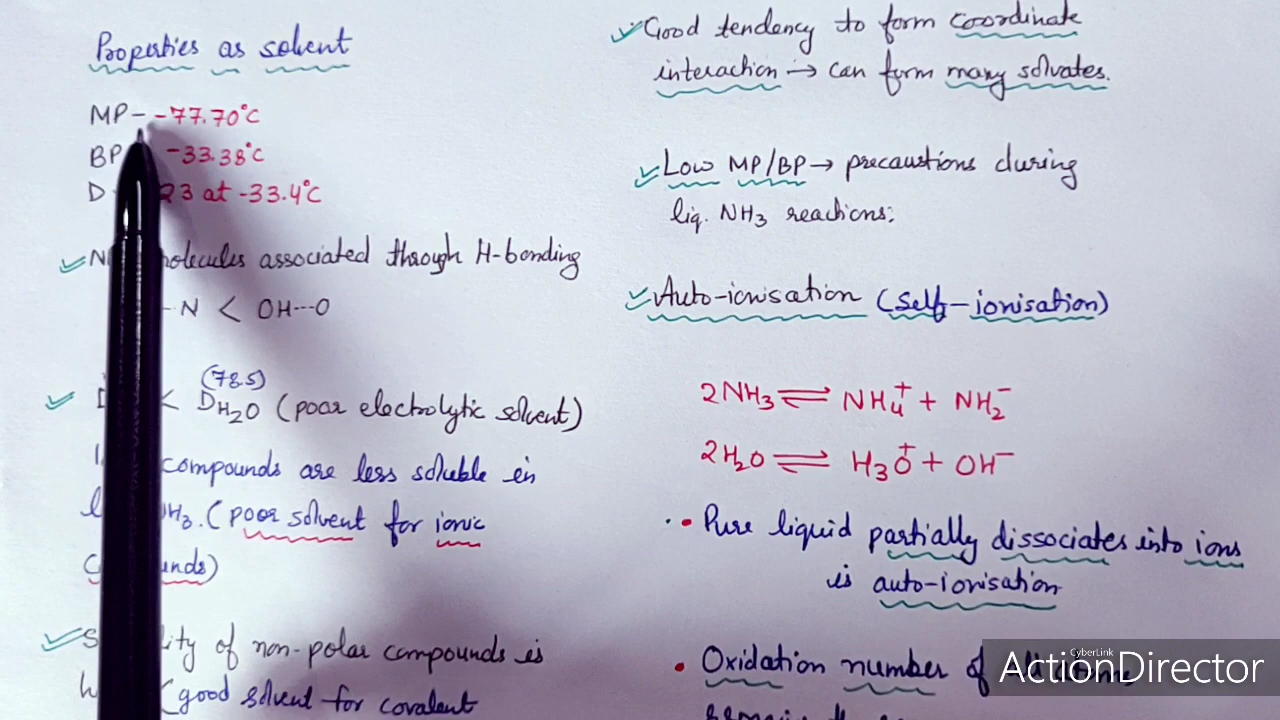 Properties as solvent
MP - -77.70°C
BP -33.38°C
D 23 at -33.4°C
molecules associated through H-bonding
N < OH---O
(78.5)
< D H₂O (poor electrolytic solvent)
compounds are less soluble in
(poor solvent for ionic
of non-polar compounds is
(good solvent for covalent
Good tendency to form coordinate
interaction → can form many solvates.
Low MP/BP → precaustions during
liq. NH₃ reactions.
Auto-ionisation (self-ionisation)
2NH₃ ⇌ NH₄⁺ + NH₂⁻
2H₂O ⇌ H₃O⁺ + OH⁻
• Pure liquid partially dissociates into ions
is auto-ionisation
• Oxidation number of
CyberLink
ActionDirector